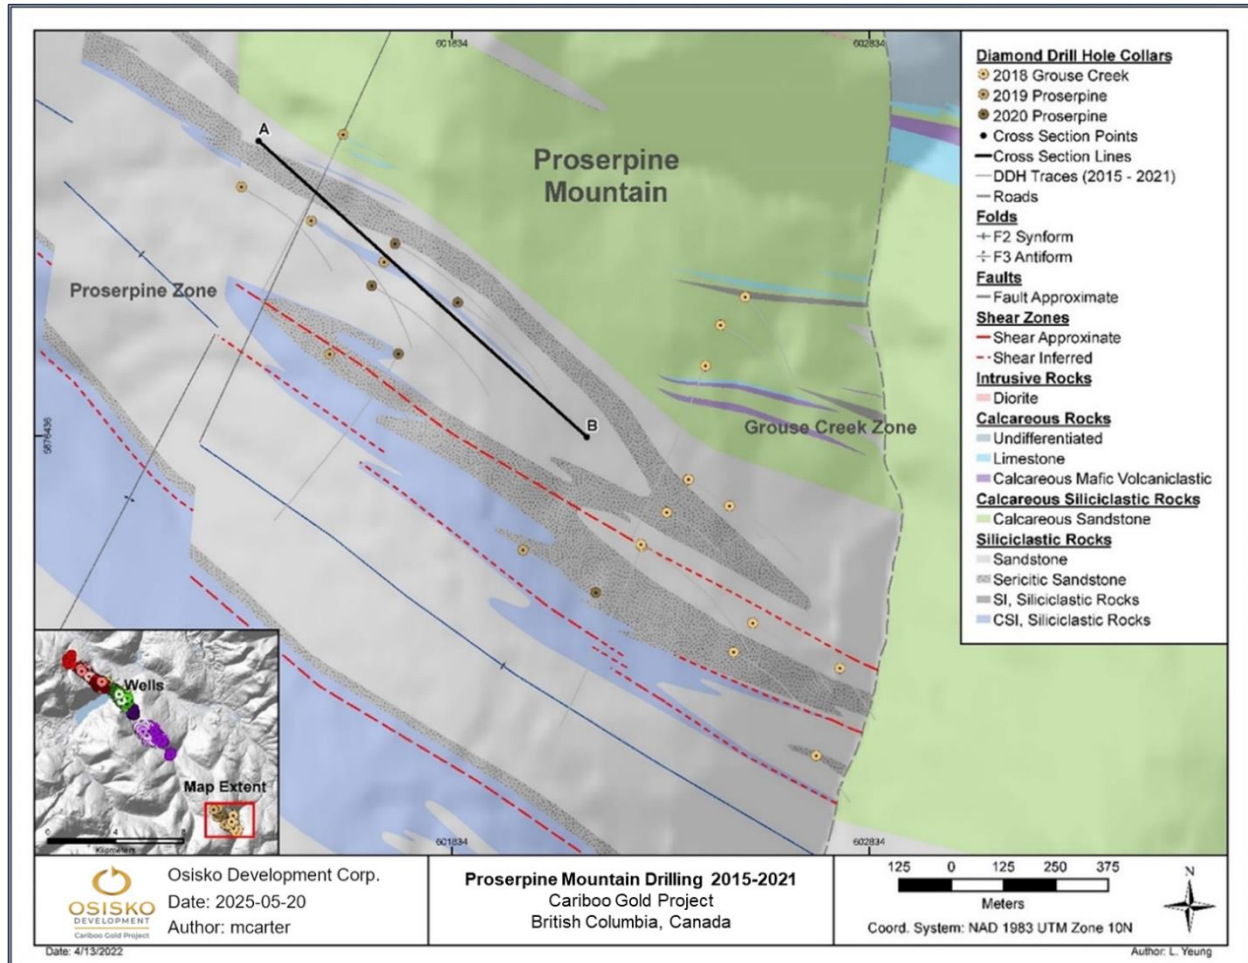 601834
602834
A
Proserpine
Mountain
Proserpine Zone
B
Grouse Creek Zone
5876436
Diamond Drill Hole Collars
2018 Grouse Creek
2019 Proserpine
2020 Proserpine
Cross Section Points
Cross Section Lines
DDH Traces (2015 - 2021)
Roads
Folds
F2 Synform
F3 Antiform
Faults
Fault Approximate
Shear Zones
Shear Approximate
Shear Inferred
Intrusive Rocks
Diorite
Calcareous Rocks
Undifferentiated
Limestone
Calcareous Mafic Volcaniclastic
Calcareous Siliciclastic Rocks
Calcareous Sandstone
Siliciclastic Rocks
Sandstone
Sericitic Sandstone
SI, Siliciclastic Rocks
CSI, Siliciclastic Rocks
Wells
Map Extent
0 4 8
Kilometers
601834
602834
OSISKO
DEVELOPMENT
Cariboo Gold Project
Osisko Development Corp.
Date: 2025-05-20
Author: mcarter
Proserpine Mountain Drilling 2015-2021
Cariboo Gold Project
British Columbia, Canada
125 0 125 250 375
Meters
Coord. System: NAD 1983 UTM Zone 10N
N
Date: 4/13/2022
Author: L. Yeung